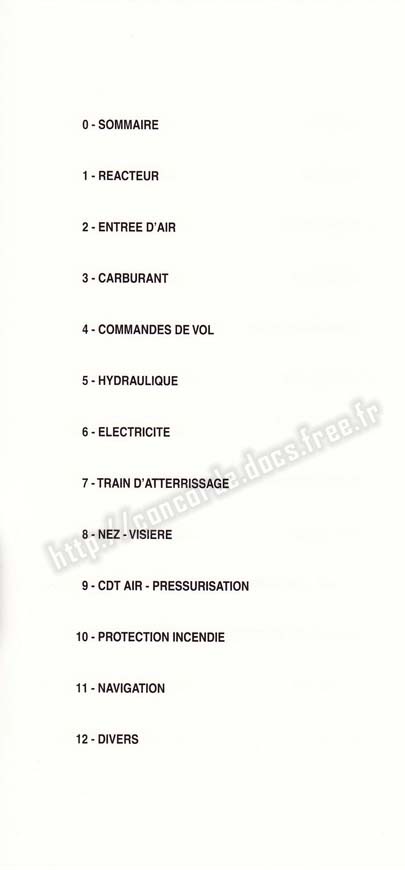 0 - SOMMAIRE
1 - REACTEUR
2 - ENTREE D'AIR
3 - CARBURANT
4 - COMMANDES DE VOL
5 - HYDRAULIQUE
6 - ELECTRICITE
7 - TRAIN D'ATTERRISSAGE
8 - NEZ - VISIERE
9 - CDT AIR - PRESSURISATION
10 - PROTECTION INCENDIE
11 - NAVIGATION
12 - DIVERS
http://concorde.docs.free.fr